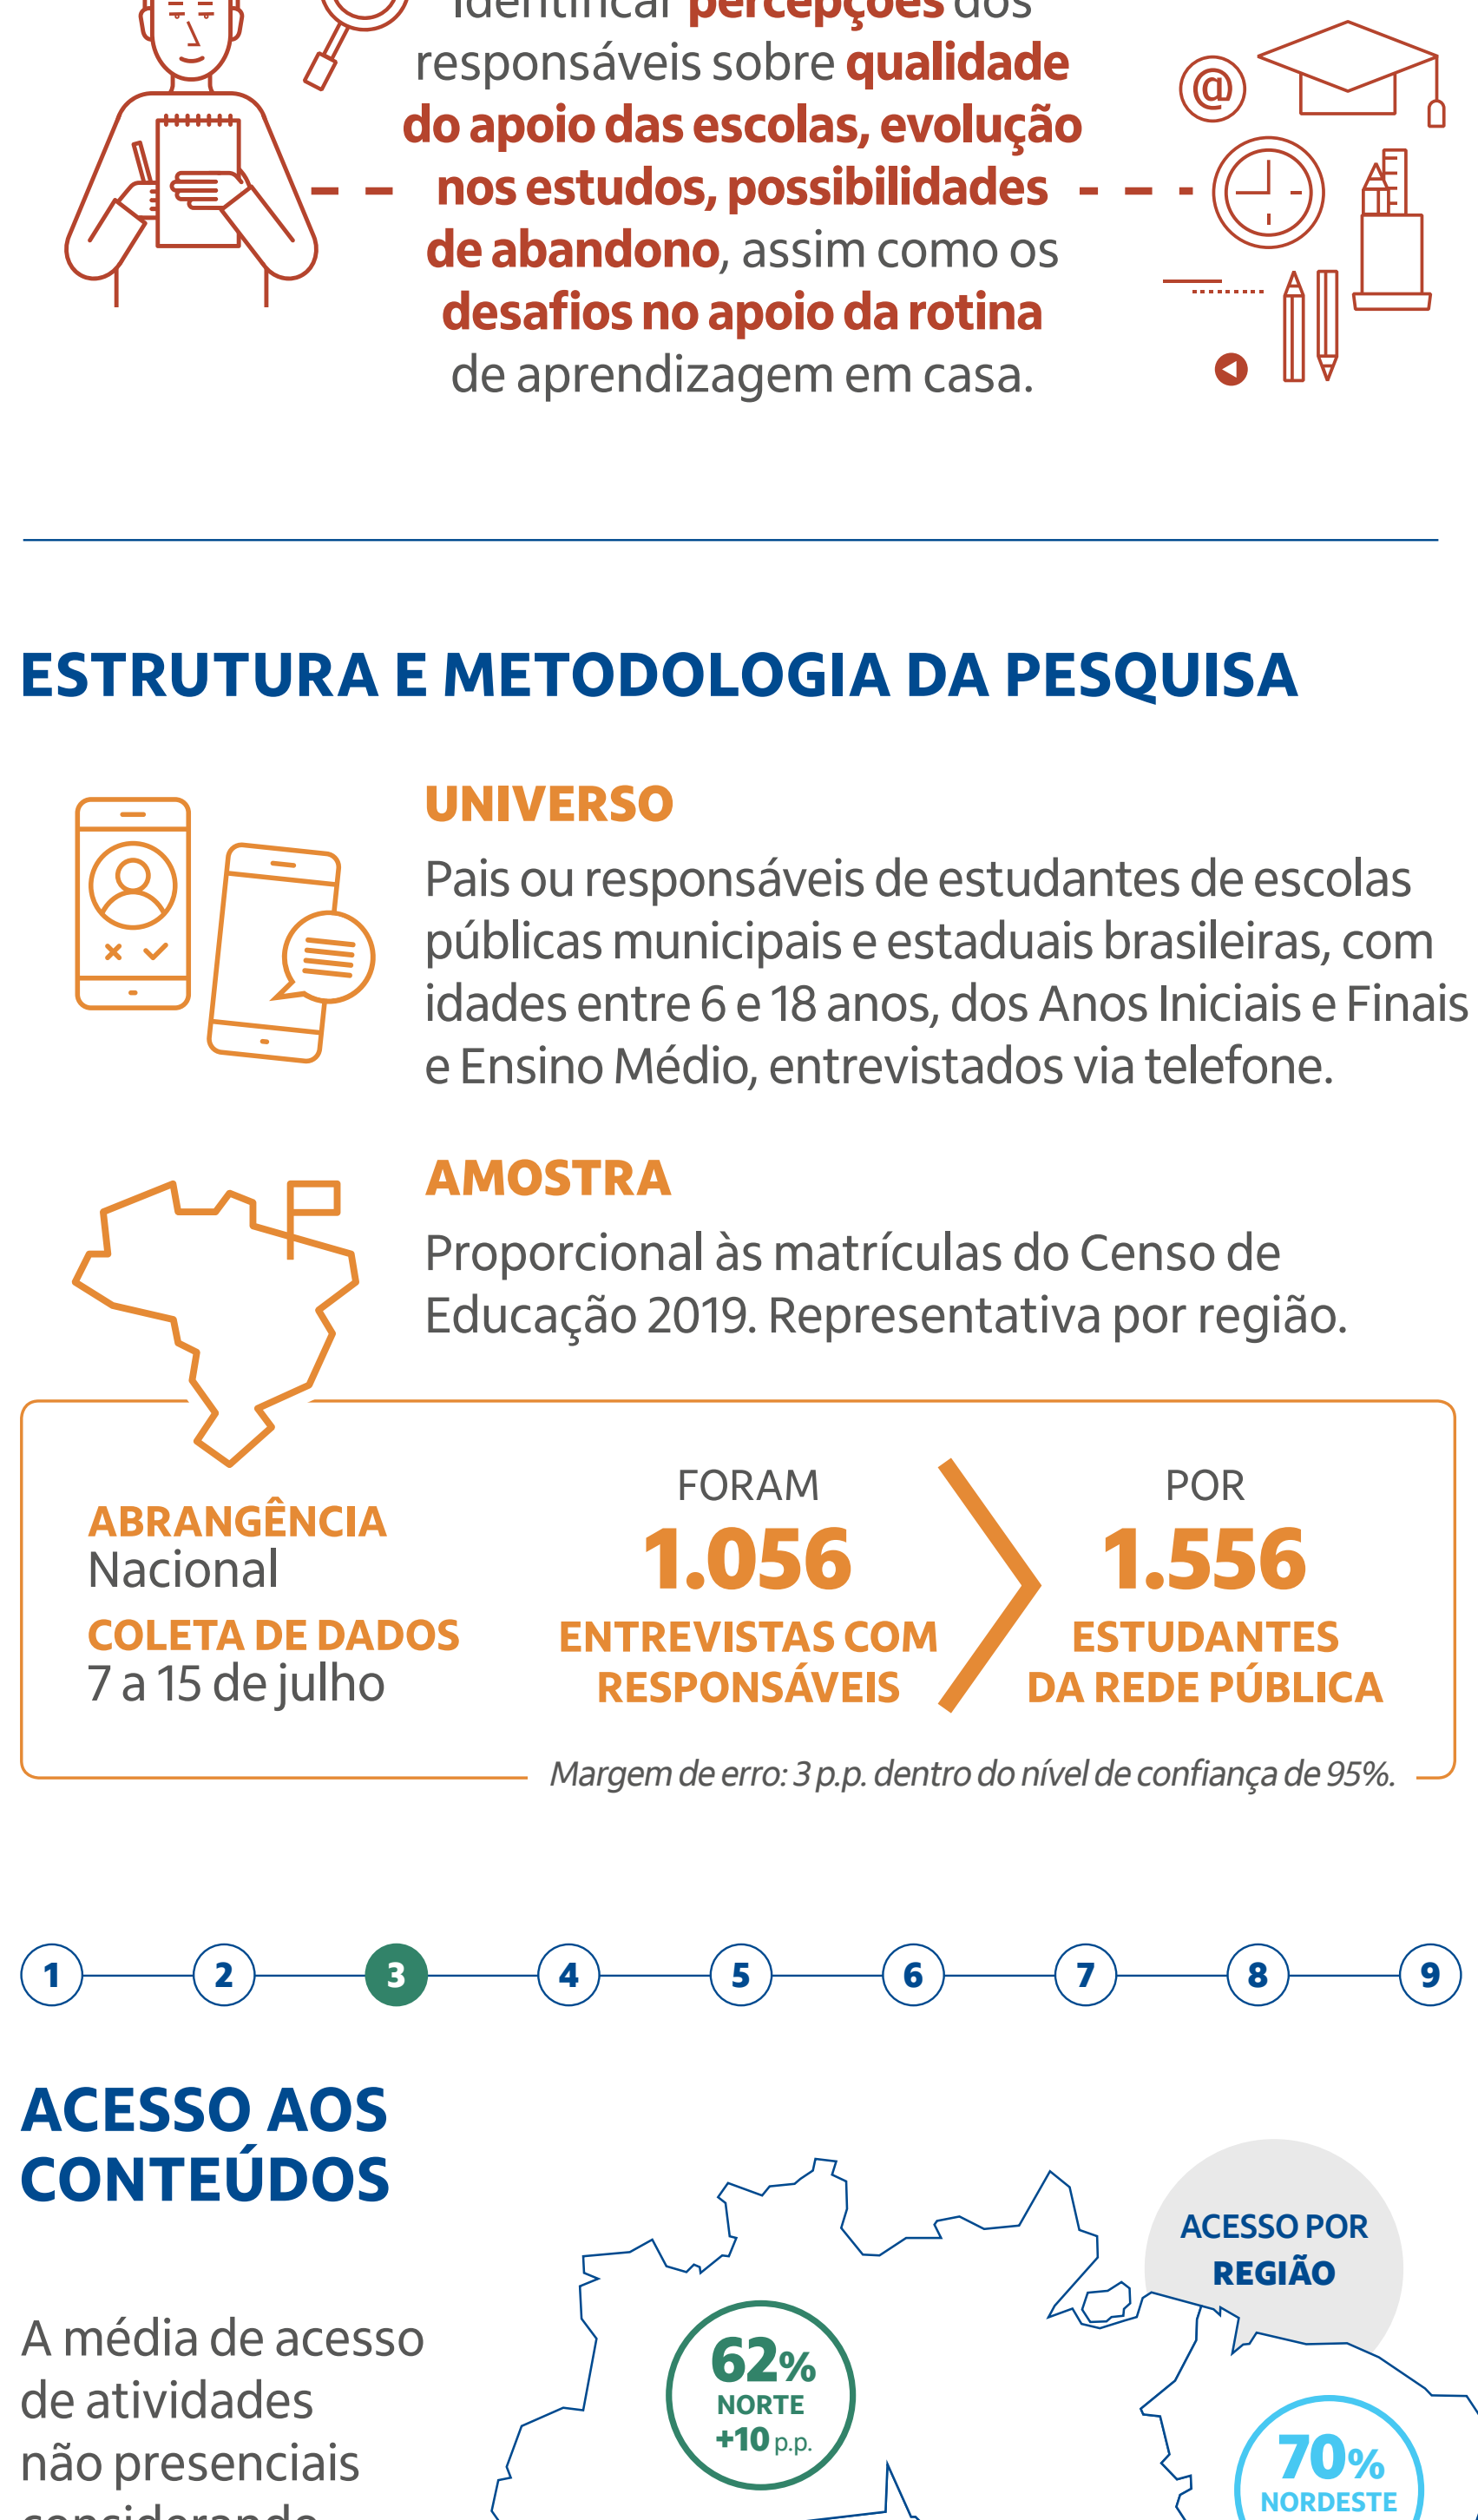 Identificar percepções dos
responsáveis sobre qualidade
do apoio das escolas, evolução
nos estudos, possibilidades
de abandono, assim como os
desafios no apoio da rotina
de aprendizagem em casa.
@
ESTRUTURA E METODOLOGIA DA PESQUISA
UNIVERSO
Pais ou responsáveis de estudantes de escolas
públicas municipais e estaduais brasileiras, com
idades entre 6 e 18 anos, dos Anos Iniciais e Finais
e Ensino Médio, entrevistados via telefone.
AMOSTRA
Proporcional às matrículas do Censo de
Educação 2019. Representativa por região.
ABRANGÊNCIA
Nacional
COLETA DE DADOS
7 a 15 de julho
FORAM
1.056
ENTREVISTAS COM
RESPONSÁVEIS
POR
1.556
ESTUDANTES
DA REDE PÚBLICA
Margem de erro: 3 p.p. dentro do nível de confiança de 95%.
1 2 3 4 5 6 7 8 9
ACESSO AOS
CONTEÚDOS
A média de acesso
de atividades
não presenciais
considerando
ACESSO POR
REGIÃO
62%
NORTE
+10 p.p.
70%
NORDESTE